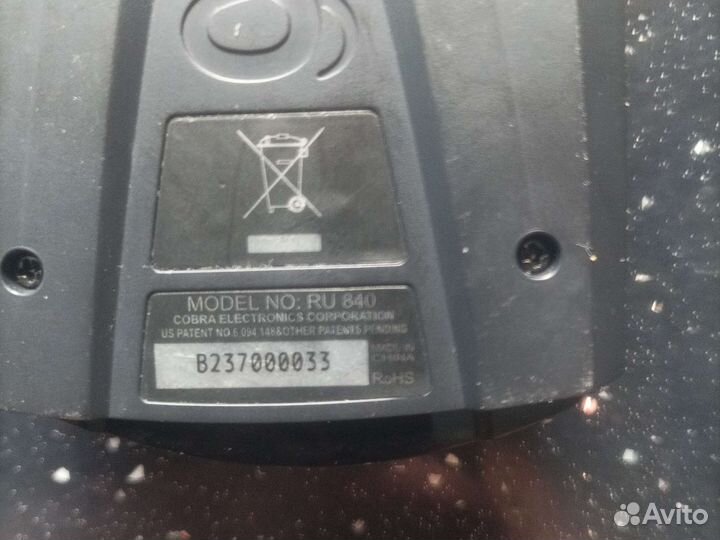 MODEL NO: RU 840
COBRA ELECTRONICS CORPORATION
US PATENT NO.6,094,148&OTHER PATENTS PENDING
B237000033
MADE IN
CHINA
RoHS
Avito